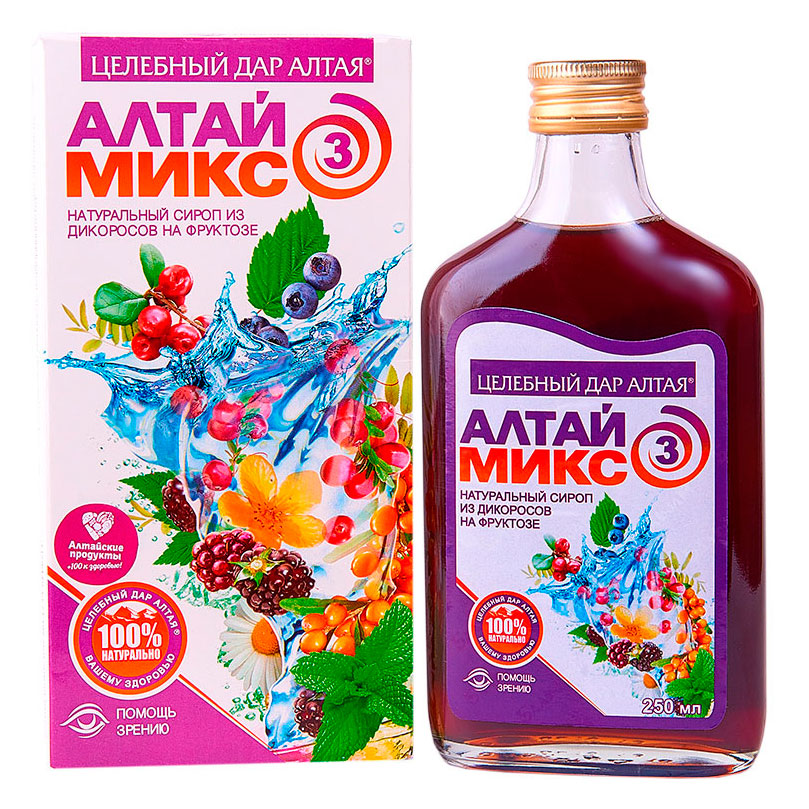 ЦЕЛЕБНЫЙ ДАР АЛТАЯ®
АЛТАЙ
МИКС 3
НАТУРАЛЬНЫЙ СИРОП ИЗ
ДИКОРОСОВ НА ФРУКТОЗЕ
Алтайские
продукты
+100 к здоровью!
ЦЕЛЕБНЫЙ ДАР АЛТАЯ®
100%
НАТУРАЛЬНО
ВАШЕМУ ЗДОРОВЬЮ
ПОМОЩЬ
ЗРЕНИЮ
ЦЕЛЕБНЫЙ ДАР АЛТАЯ®
АЛТАЙ
МИКС 3
НАТУРАЛЬНЫЙ СИРОП
ИЗ ДИКОРОСОВ
НА ФРУКТОЗЕ
ЦЕЛЕБНЫЙ ДАР АЛТАЯ
100%
НАТУРАЛЬНО
ВАШЕМУ ЗДОРОВЬЮ
ПОМОЩЬ
ЗРЕНИЮ
250 мл